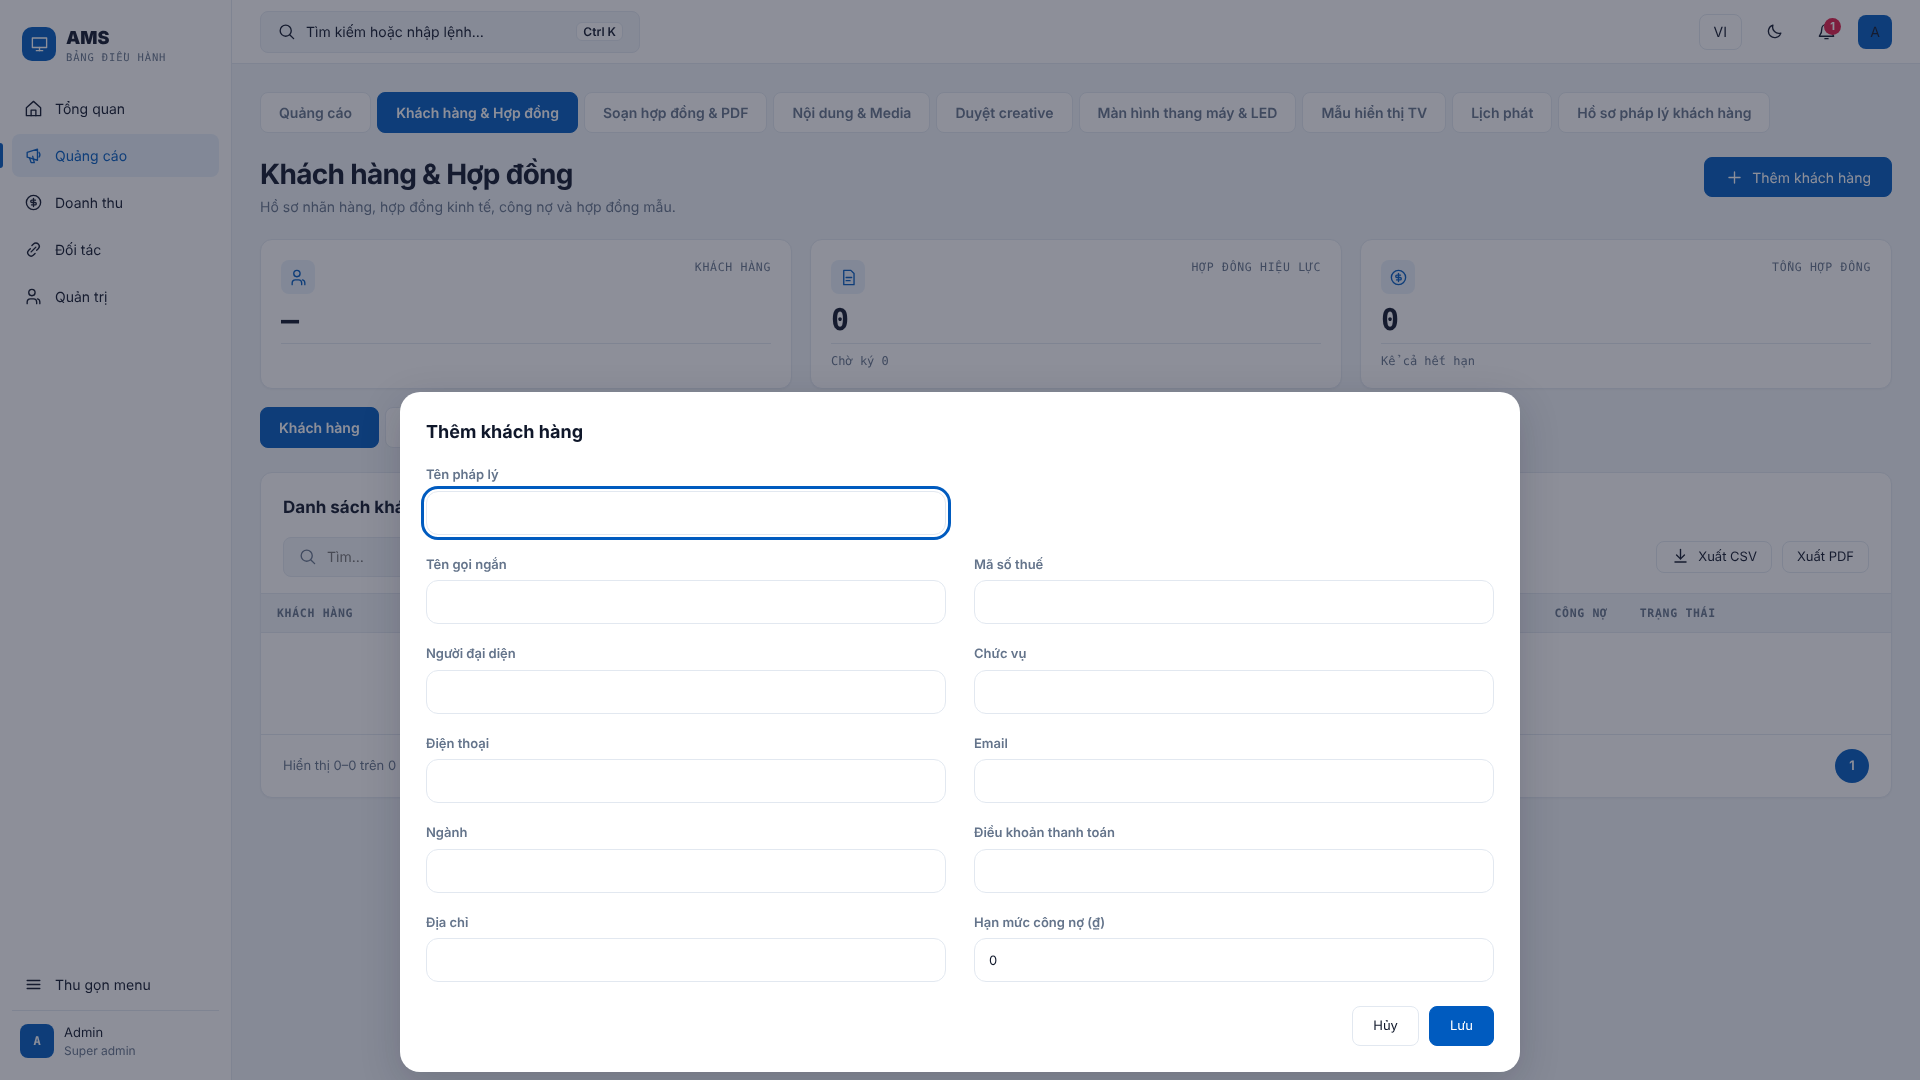 AMS
BẢNG ĐIỀU HÀNH
Tìm kiếm hoặc nhập lệnh...
Ctrl K
VI
1
A
Tổng quan
Quảng cáo
Doanh thu
Đối tác
Quản trị
Thu gọn menu
A
Admin
Super admin
Quảng cáo
Khách hàng & Hợp đồng
Soạn hợp đồng & PDF
Nội dung & Media
Duyệt creative
Màn hình thang máy & LED
Mẫu hiển thị TV
Lịch phát
Hồ sơ pháp lý khách hàng
Khách hàng & Hợp đồng
Hồ sơ nhãn hàng, hợp đồng kinh tế, công nợ và hợp đồng mẫu.
Thêm khách hàng
KHÁCH HÀNG
–
HỢP ĐỒNG HIỆU LỰC
0
Chờ ký 0
TỔNG HỢP ĐỒNG
0
Kể cả hết hạn
Khách hàng
Danh sách khá
Tìm...
Xuất CSV
Xuất PDF
KHÁCH HÀNG
CÔNG NỢ
TRẠNG THÁI
Hiển thị 0–0 trên 0
1
Thêm khách hàng
Tên pháp lý
Tên gọi ngắn
Mã số thuế
Người đại diện
Chức vụ
Điện thoại
Email
Ngành
Điều khoản thanh toán
Địa chỉ
Hạn mức công nợ (₫)
0
Hủy
Lưu